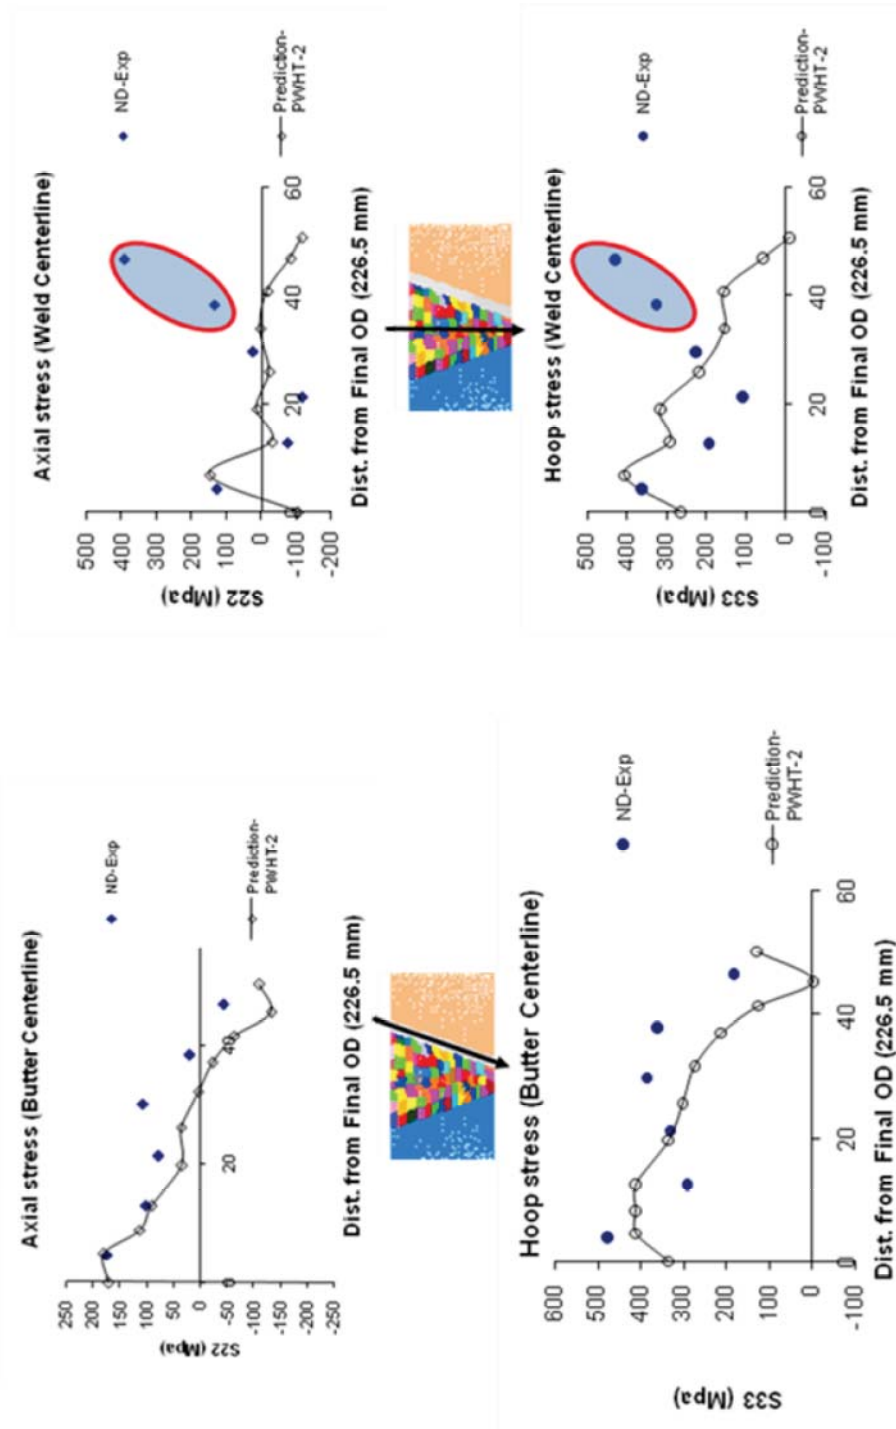 Axial stress (Butter Centerline)
250
200
150
100
50
0
-50
-100
-150
-200
-250
S22 (Mpa)
0
20
40
ND-Exp
Prediction-
PWHT-2
Dist. from Final OD (226.5 mm)
Axial stress (Weld Centerline)
500
400
300
200
100
0
-100
-200
S22 (Mpa)
0
20
40
60
ND-Exp
Prediction-
PWHT-2
Dist. from Final OD (226.5 mm)
Hoop stress (Butter Centerline)
600
500
400
300
200
100
0
-100
S33 (Mpa)
0
20
40
60
ND-Exp
Prediction-
PWHT-2
Dist. from Final OD (226.5 mm)
Hoop stress (Weld Centerline)
500
400
300
200
100
0
-100
S33 (Mpa)
0
20
40
60
ND-Exp
Prediction-
PWHT-2
Dist. from Final OD (226.5 mm)